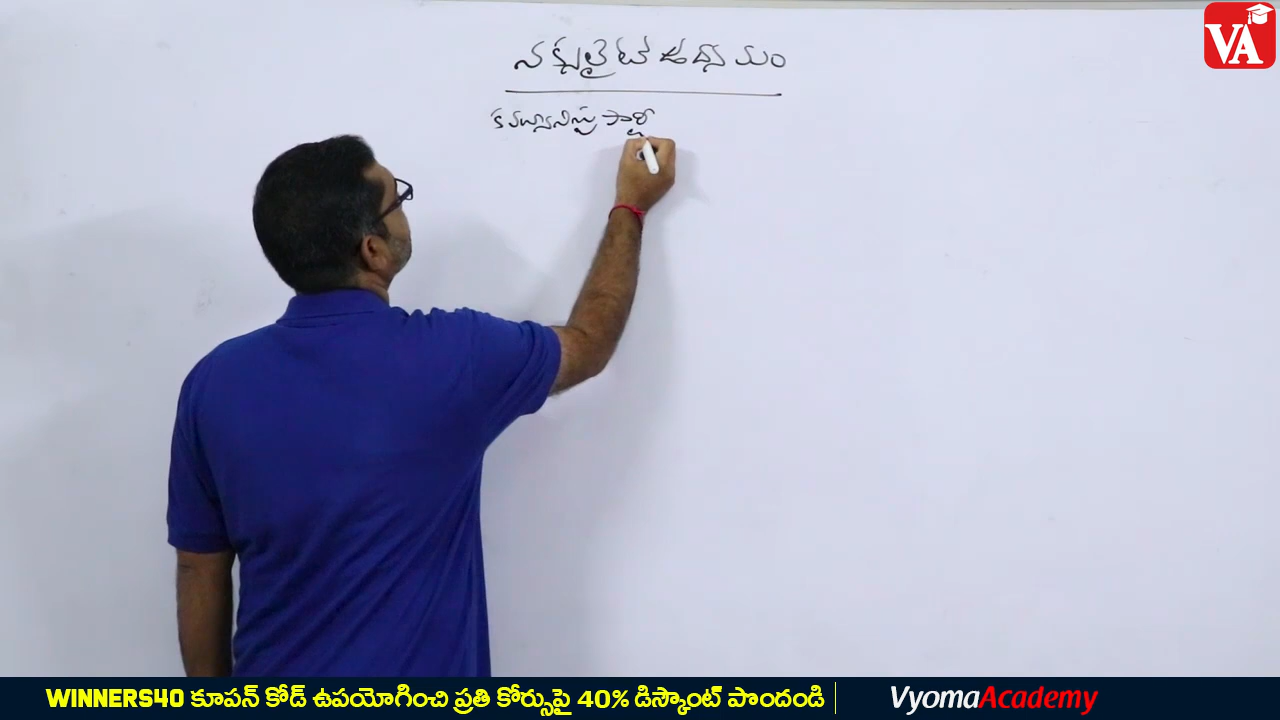 VA
నక్సలైట్ ఉద్యమం
కమ్యూనిస్టు పార్టీ
WINNERS40 కూపన్ కోడ్ ఉపయోగించి ప్రతి కోర్సుపై 40% డిస్కౌంట్ పొందండి
VyomaAcademy